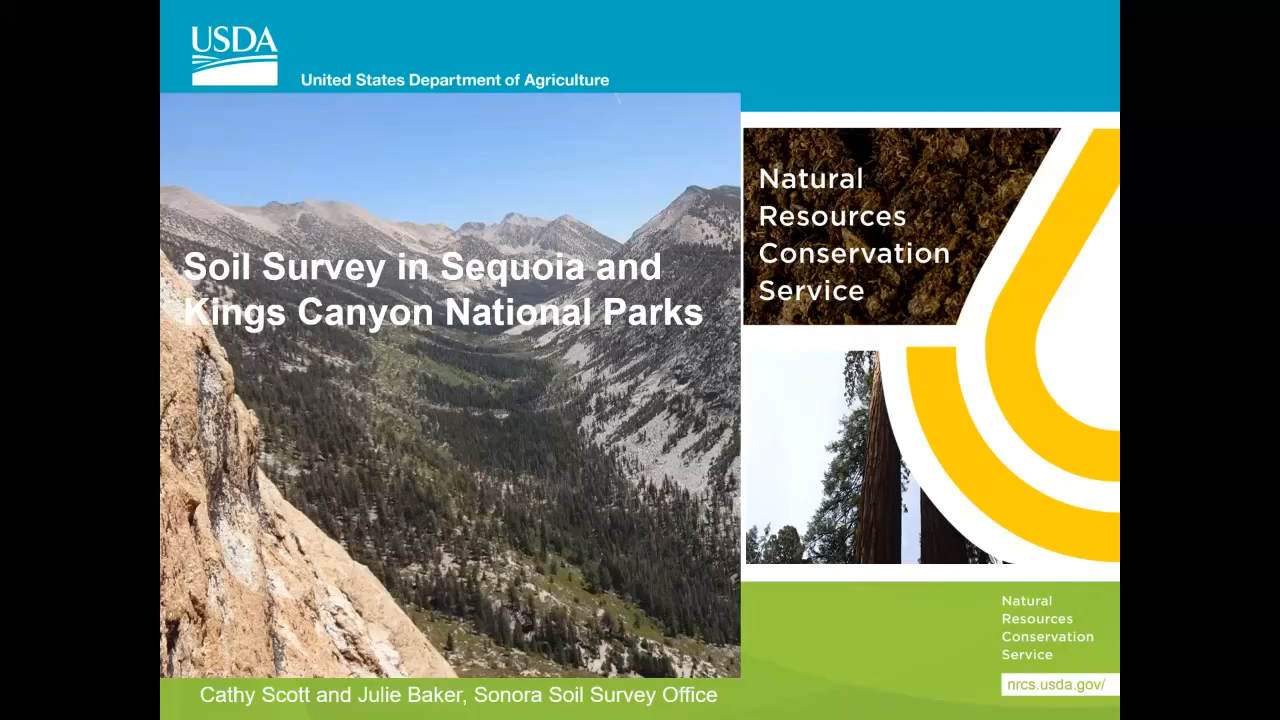 USDA
United States Department of Agriculture
Natural
Resources
Conservation
Service
Soil Survey in Sequoia and
Kings Canyon National Parks
Natural
Resources
Conservation
Service
nrcs.usda.gov/
Cathy Scott and Julie Baker, Sonora Soil Survey Office